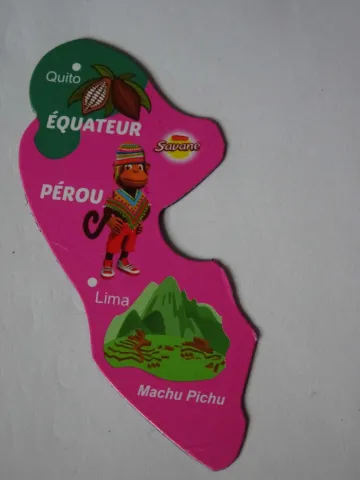 Quito
ÉQUATEUR
Savane
PÉROU
Lima
Machu Pichu